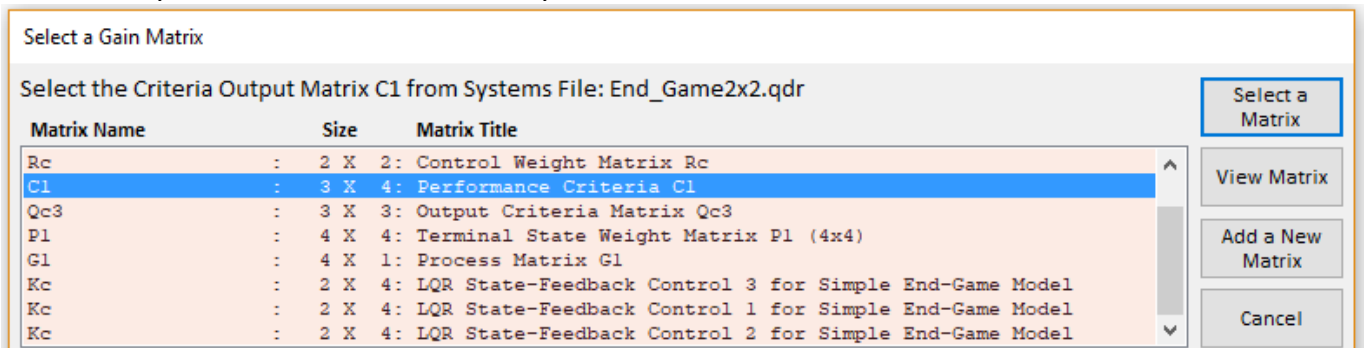 Select a Gain Matrix
Select the Criteria Output Matrix C1 from Systems File: End_Game2x2.qdr
Matrix Name Size Matrix Title
Rc : 2 X 2: Control Weight Matrix Rc
C1 : 3 X 4: Performance Criteria C1
Qc3 : 3 X 3: Output Criteria Matrix Qc3
P1 : 4 X 4: Terminal State Weight Matrix P1 (4x4)
G1 : 4 X 1: Process Matrix G1
Kc : 2 X 4: LQR State-Feedback Control 3 for Simple End-Game Model
Kc : 2 X 4: LQR State-Feedback Control 1 for Simple End-Game Model
Kc : 2 X 4: LQR State-Feedback Control 2 for Simple End-Game Model
Select a
Matrix
View Matrix
Add a New
Matrix
Cancel